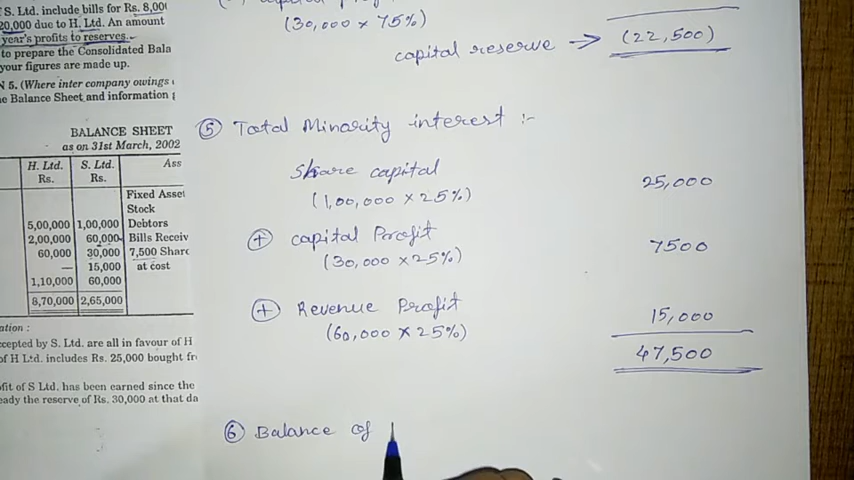 S. Ltd. include bills for Rs. 8,000
20,000 due to H. Ltd. An amount
year's profits to reserves.
to prepare the Consolidated Bala
your figures are made up.
N 5. (Where inter company owings
e Balance Sheet and information
BALANCE SHEET
as on 31st March, 2002
H. Ltd. S. Ltd. Ass
Rs. Rs.
Fixed Asset
Stock
5,00,000 1,00,000 Debtors
2,00,000 60,000 Bills Receiv
60,000 30,000 7,500 Share
— 15,000 at cost
1,10,000 60,000
8,70,000 2,65,000
ation :
ccepted by S. Ltd. are all in favour of H
of H Ltd. includes Rs. 25,000 bought fr
ofit of S Ltd. has been earned since the
eady the reserve of Rs. 30,000 at that da
(30,000 × 75%)
capital reserve → (22,500)
5 Total Minority interest :-
Share capital
(1,00,000 × 25%) 25,000
+ capital Profit
(30,000 × 25%) 7500
+ Revenue Profit
(60,000 × 25%) 15,000
47,500
6 Balance of